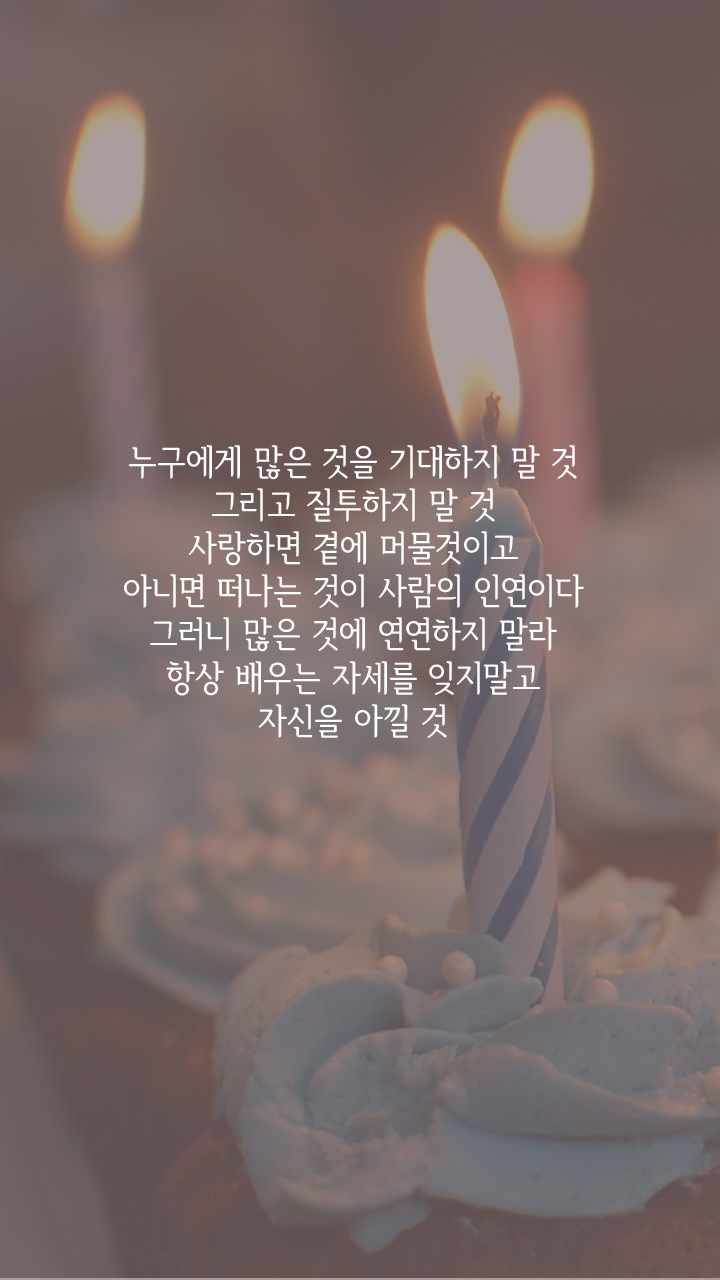 누구에게 많은 것을 기대하지 말 것
그리고 질투하지 말 것
사랑하면 곁에 머물것이고
아니면 떠나는 것이 사람의 인연이다
그러니 많은 것에 연연하지 말라
항상 배우는 자세를 잊지말고
자신을 아낄 것